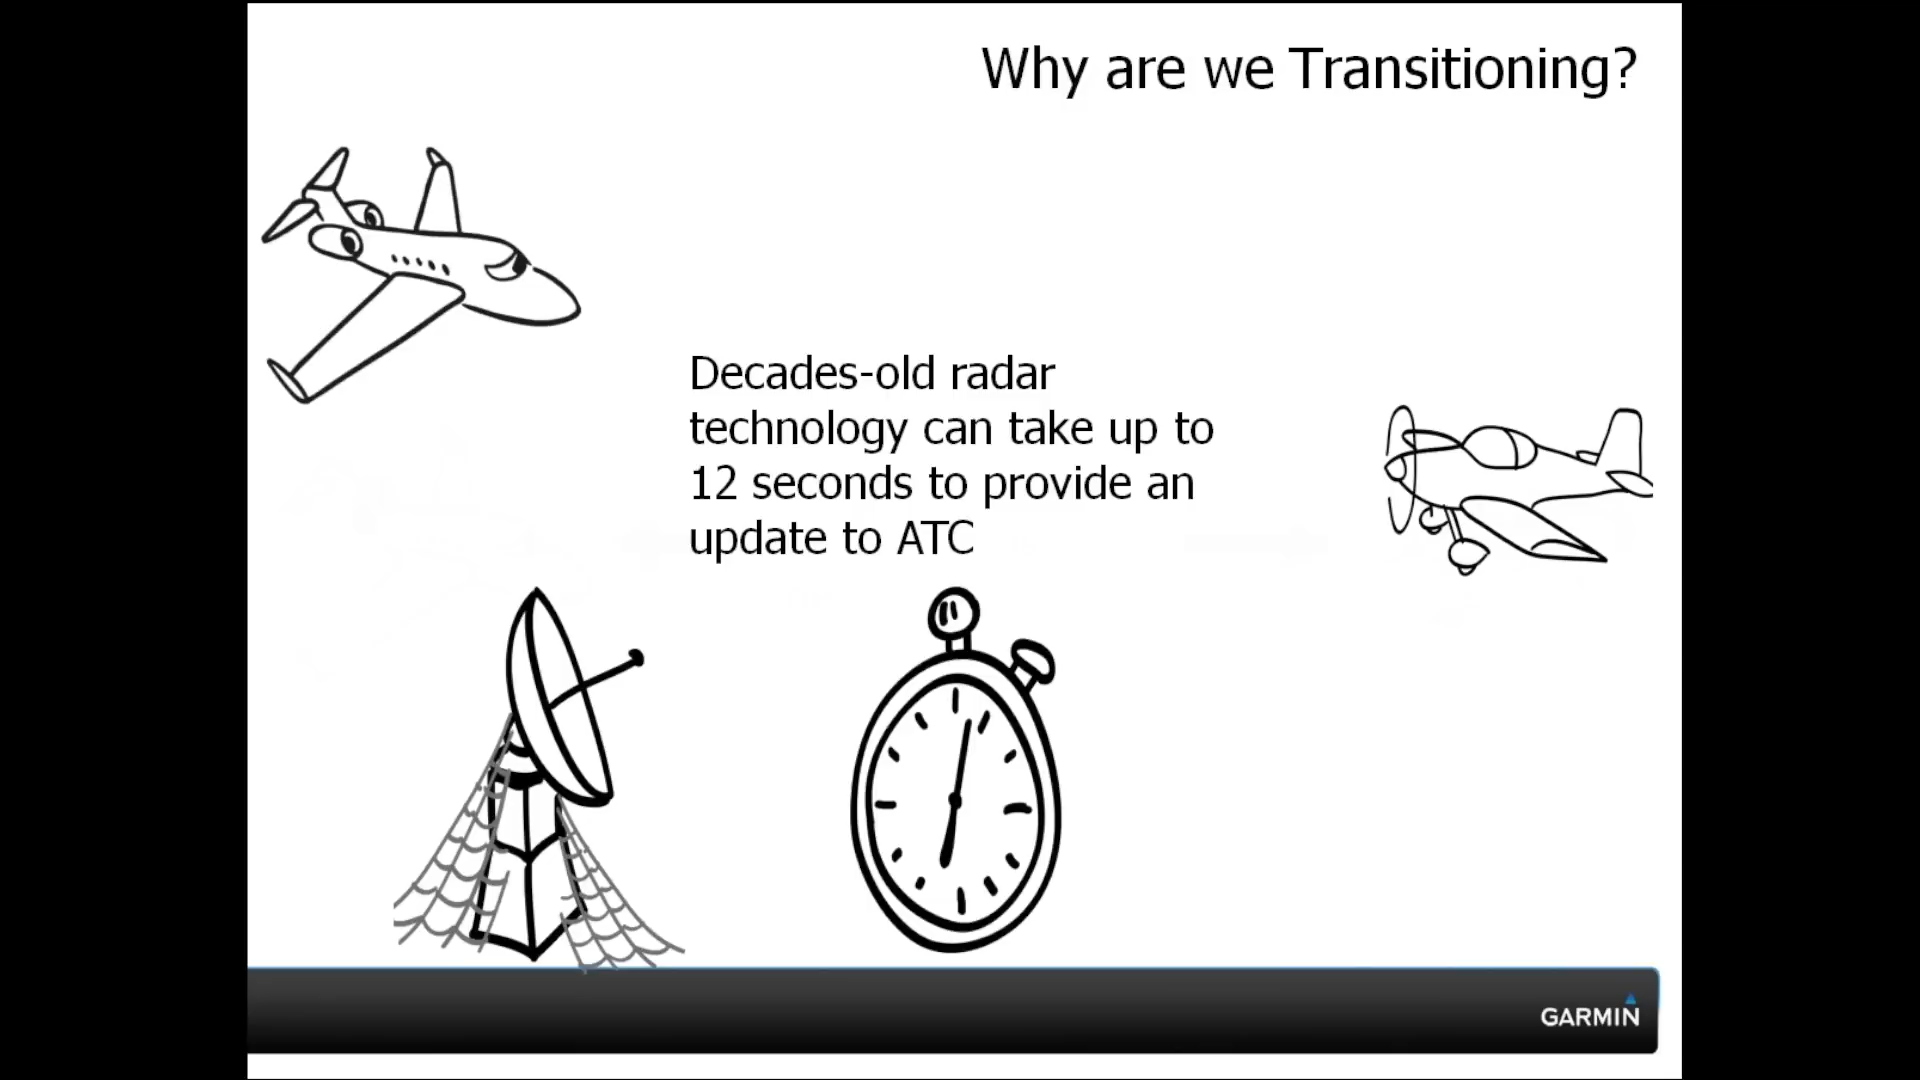 Why are we Transitioning?
Decades-old radar
technology can take up to
12 seconds to provide an
update to ATC
GARMIN